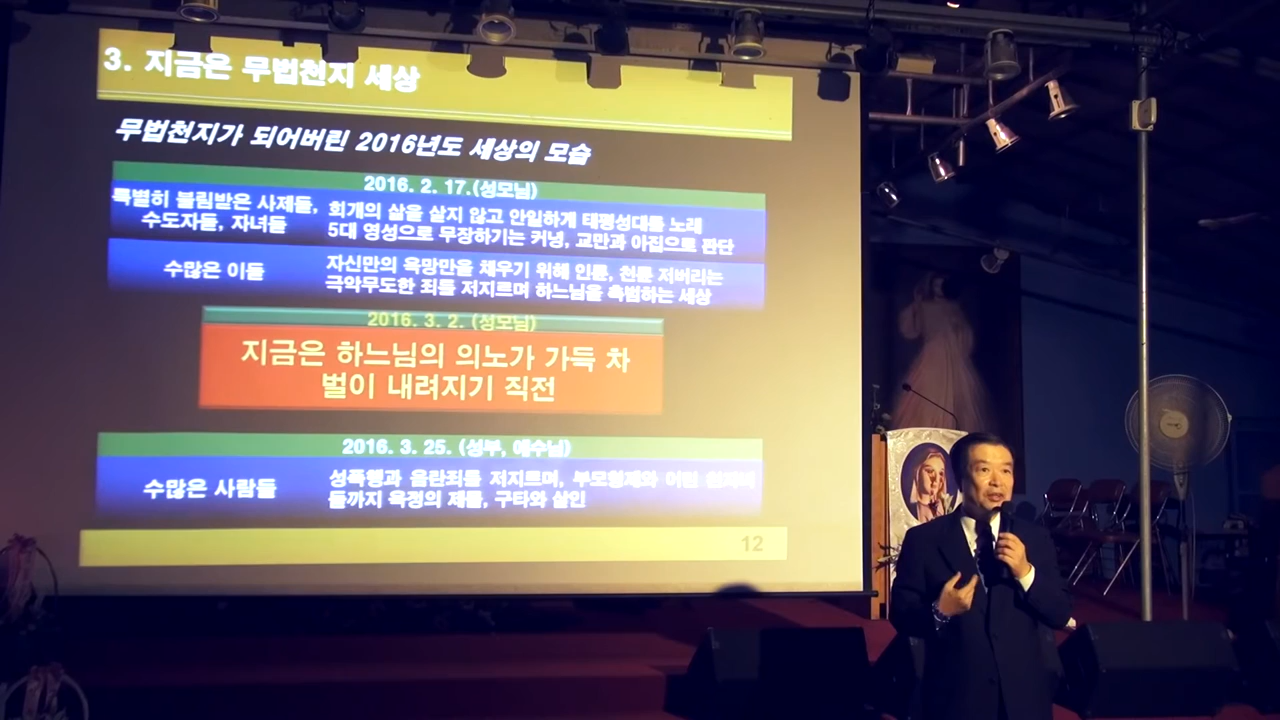 3. 지금은 무법천지 세상
무법천지가 되어버린 2016년도 세상의 모습
2016. 2. 17.(성모님)
특별히 불림받은 사제들,
수도자들, 자녀들
회개의 삶을 살지 않고 안일하게 태평성대를 노래
5대 영성으로 무장하기는 커녕, 교만과 아집으로 판단
수많은 이들
자신만의 욕망만을 채우기 위해 인륜, 천륜 저버리는
극악무도한 죄를 저지르며 하느님을 촉범하는 세상
2016. 3. 2. (성모님)
지금은 하느님의 의노가 가득 차
벌이 내려지기 직전
2016. 3. 25. (성부, 예수님)
수많은 사람들
성폭행과 음란죄를 저지르며, 부모형제와 어린
들까지 욕정의 제물, 구타와 살인
12